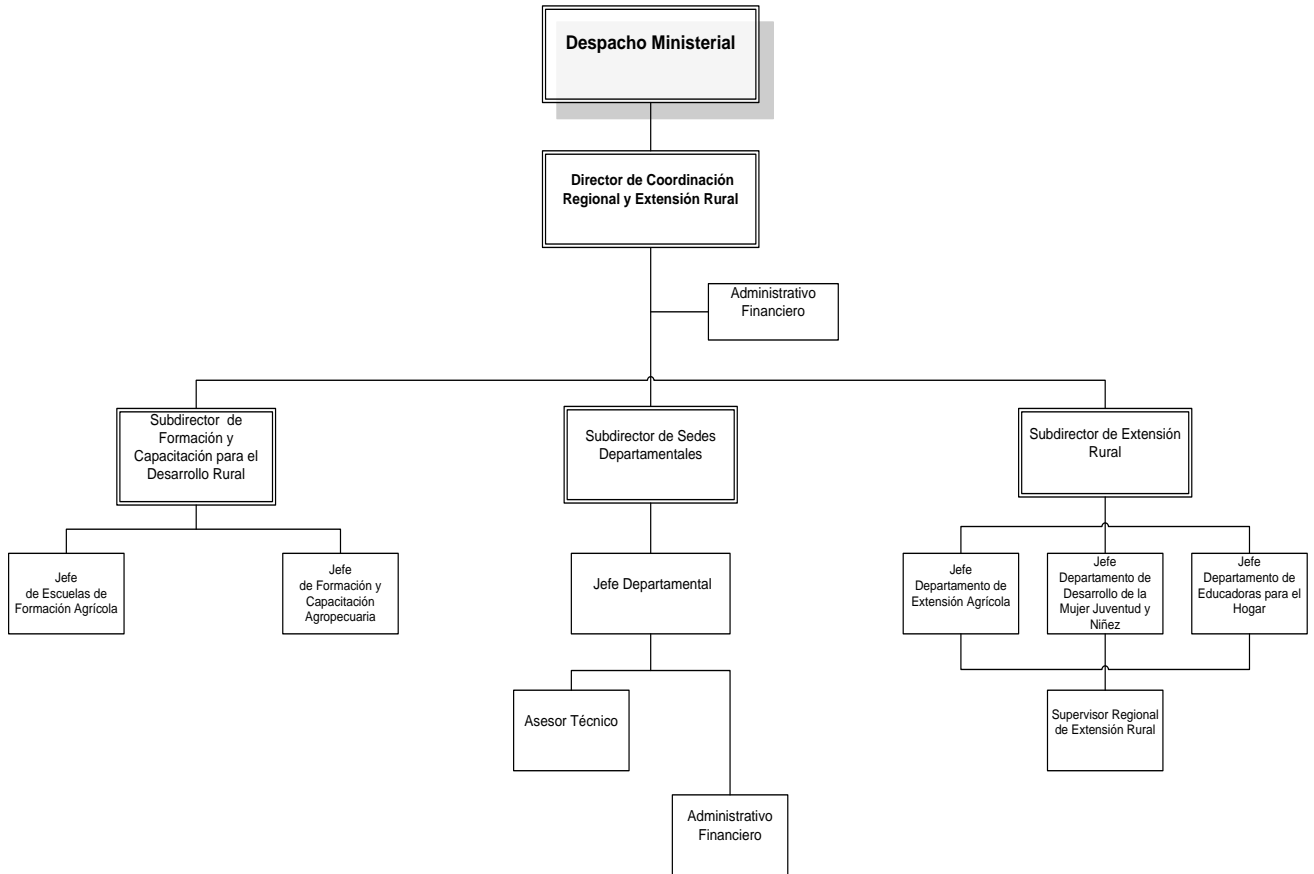 Despacho Ministerial
Director de Coordinación
Regional y Extensión Rural
Administrativo
Financiero
Subdirector de
Formación y
Capacitación para el
Desarrollo Rural
Subdirector de Sedes
Departamentales
Subdirector de Extensión
Rural
Jefe
de Escuelas de
Formación Agrícola
Jefe
de Formación y
Capacitación
Agropecuaria
Jefe Departamental
Jefe
Departamento de
Extensión Agrícola
Jefe
Departamento de
Desarrollo de la
Mujer Juventud y
Niñez
Jefe
Departamento de
Educadoras para el
Hogar
Asesor Técnico
Supervisor Regional
de Extensión Rural
Administrativo
Financiero